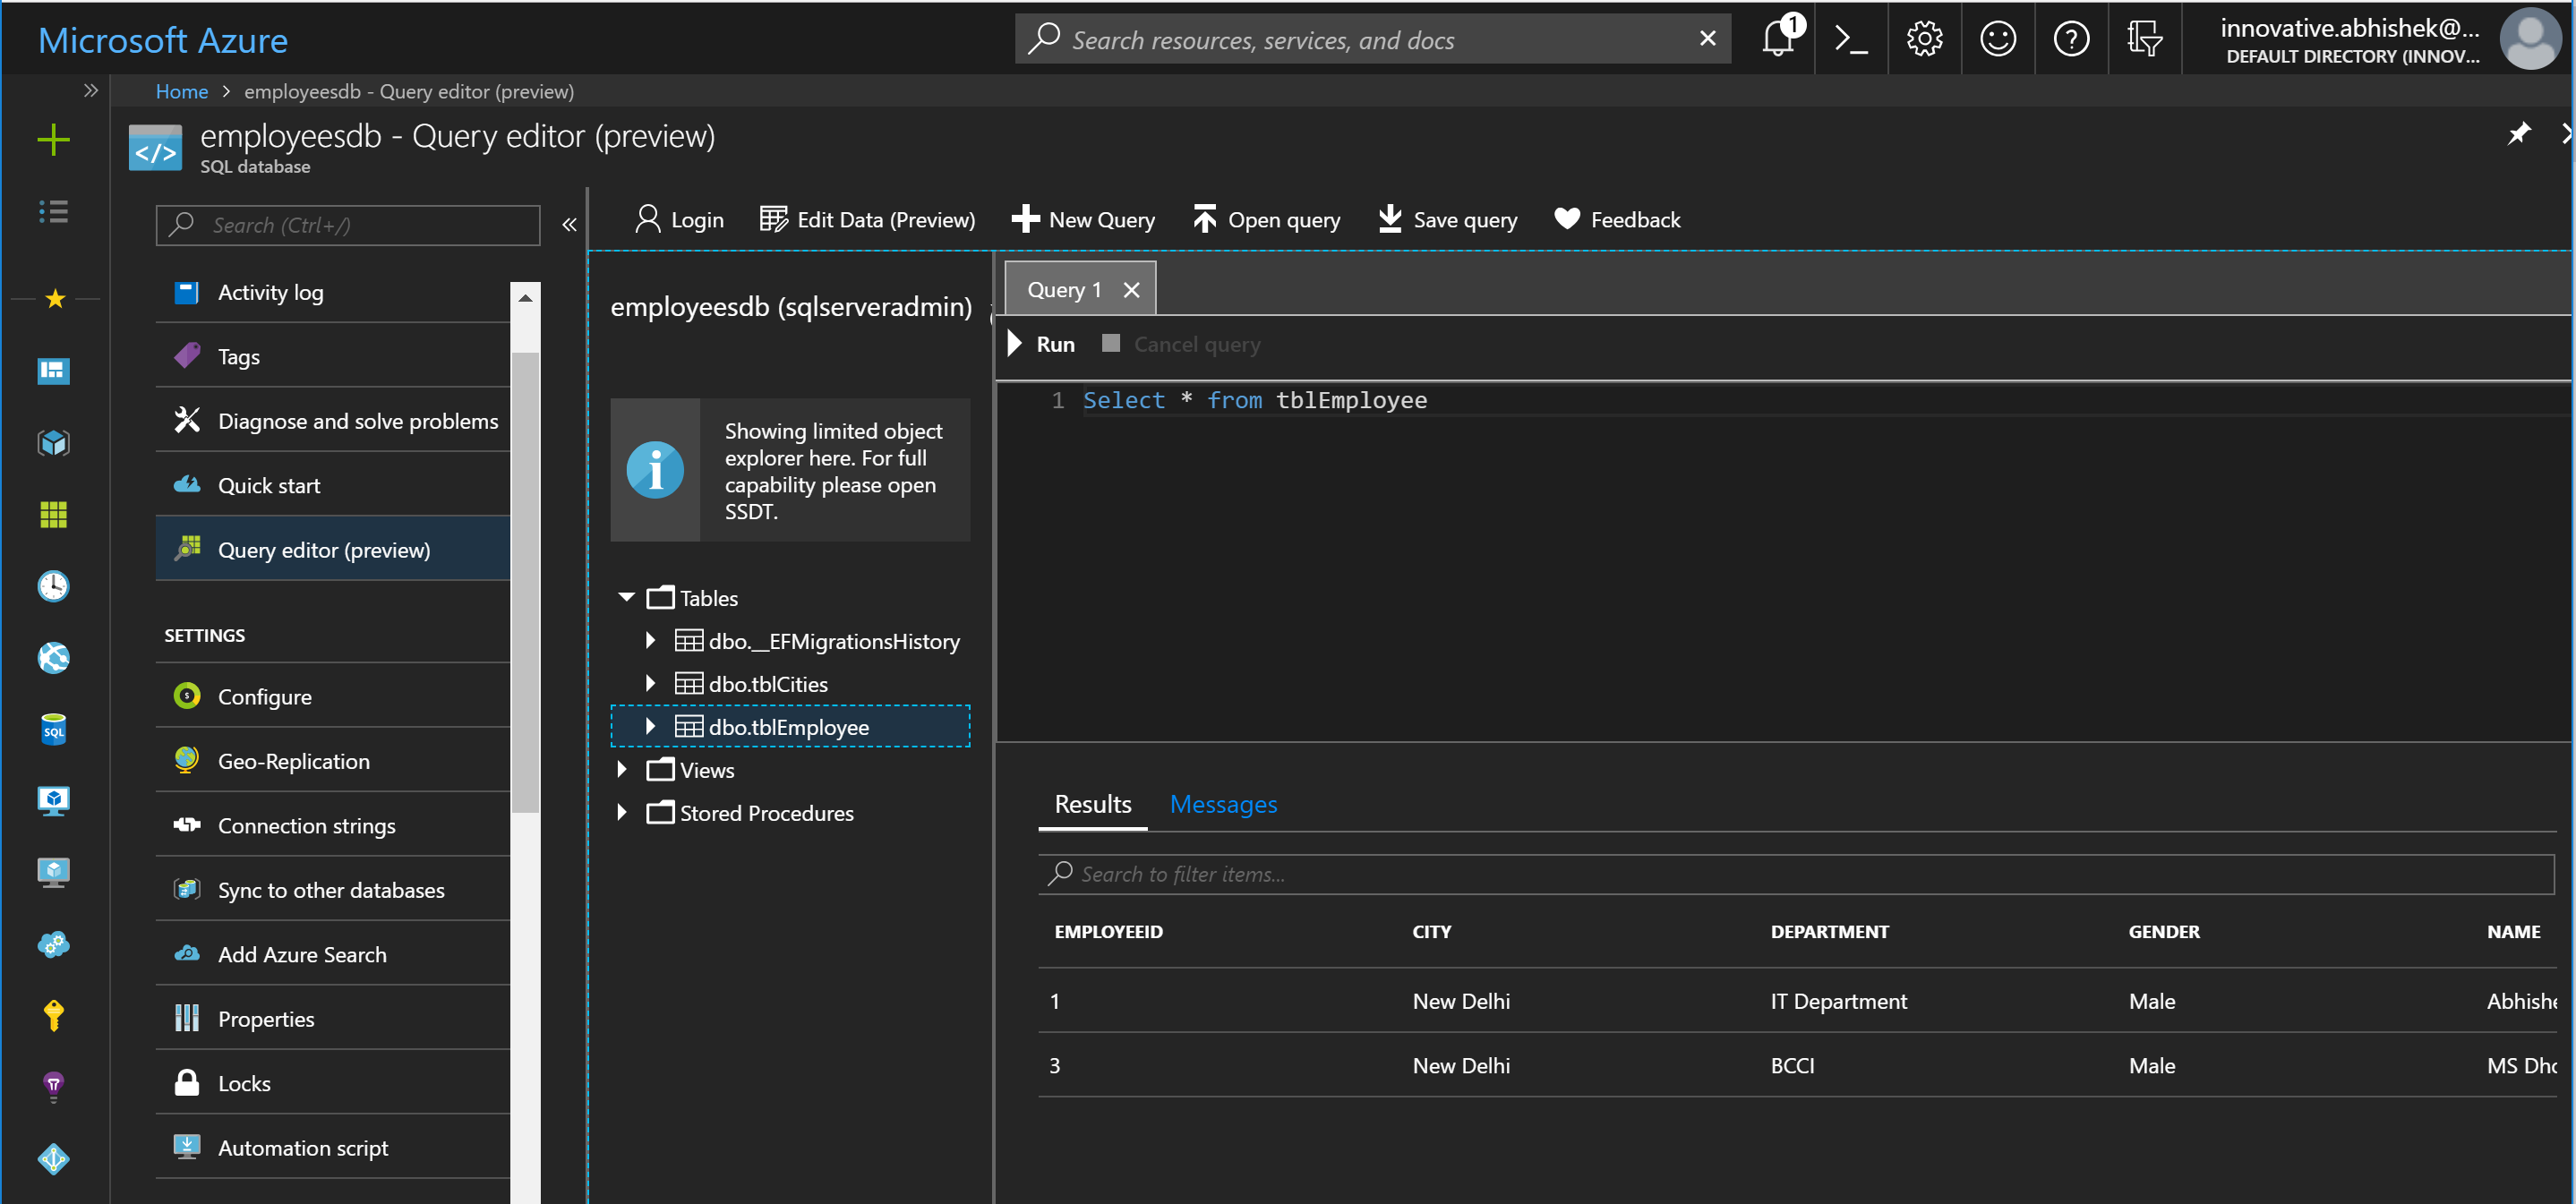 Microsoft Azure
Search resources, services, and docs
1
innovative.abhishek@...
DEFAULT DIRECTORY (INNOV...
Home > employeesdb - Query editor (preview)
employeesdb - Query editor (preview)
SQL database
Search (Ctrl+/)
Activity log
Tags
Diagnose and solve problems
Quick start
Query editor (preview)
SETTINGS
Configure
Geo-Replication
Connection strings
Sync to other databases
Add Azure Search
Properties
Locks
Automation script
SQL
Login
Edit Data (Preview)
New Query
Open query
Save query
Feedback
employeesdb (sqlserveradmin)
Showing limited object
explorer here. For full
capability please open
SSDT.
Tables
dbo.__EFMigrationsHistory
dbo.tblCities
dbo.tblEmployee
Views
Stored Procedures
Query 1
Run
Cancel query
1 Select * from tblEmployee
Results Messages
Search to filter items...
EMPLOYEEID CITY DEPARTMENT GENDER NAME
1 New Delhi IT Department Male Abhishe
3 New Delhi BCCI Male MS Dho